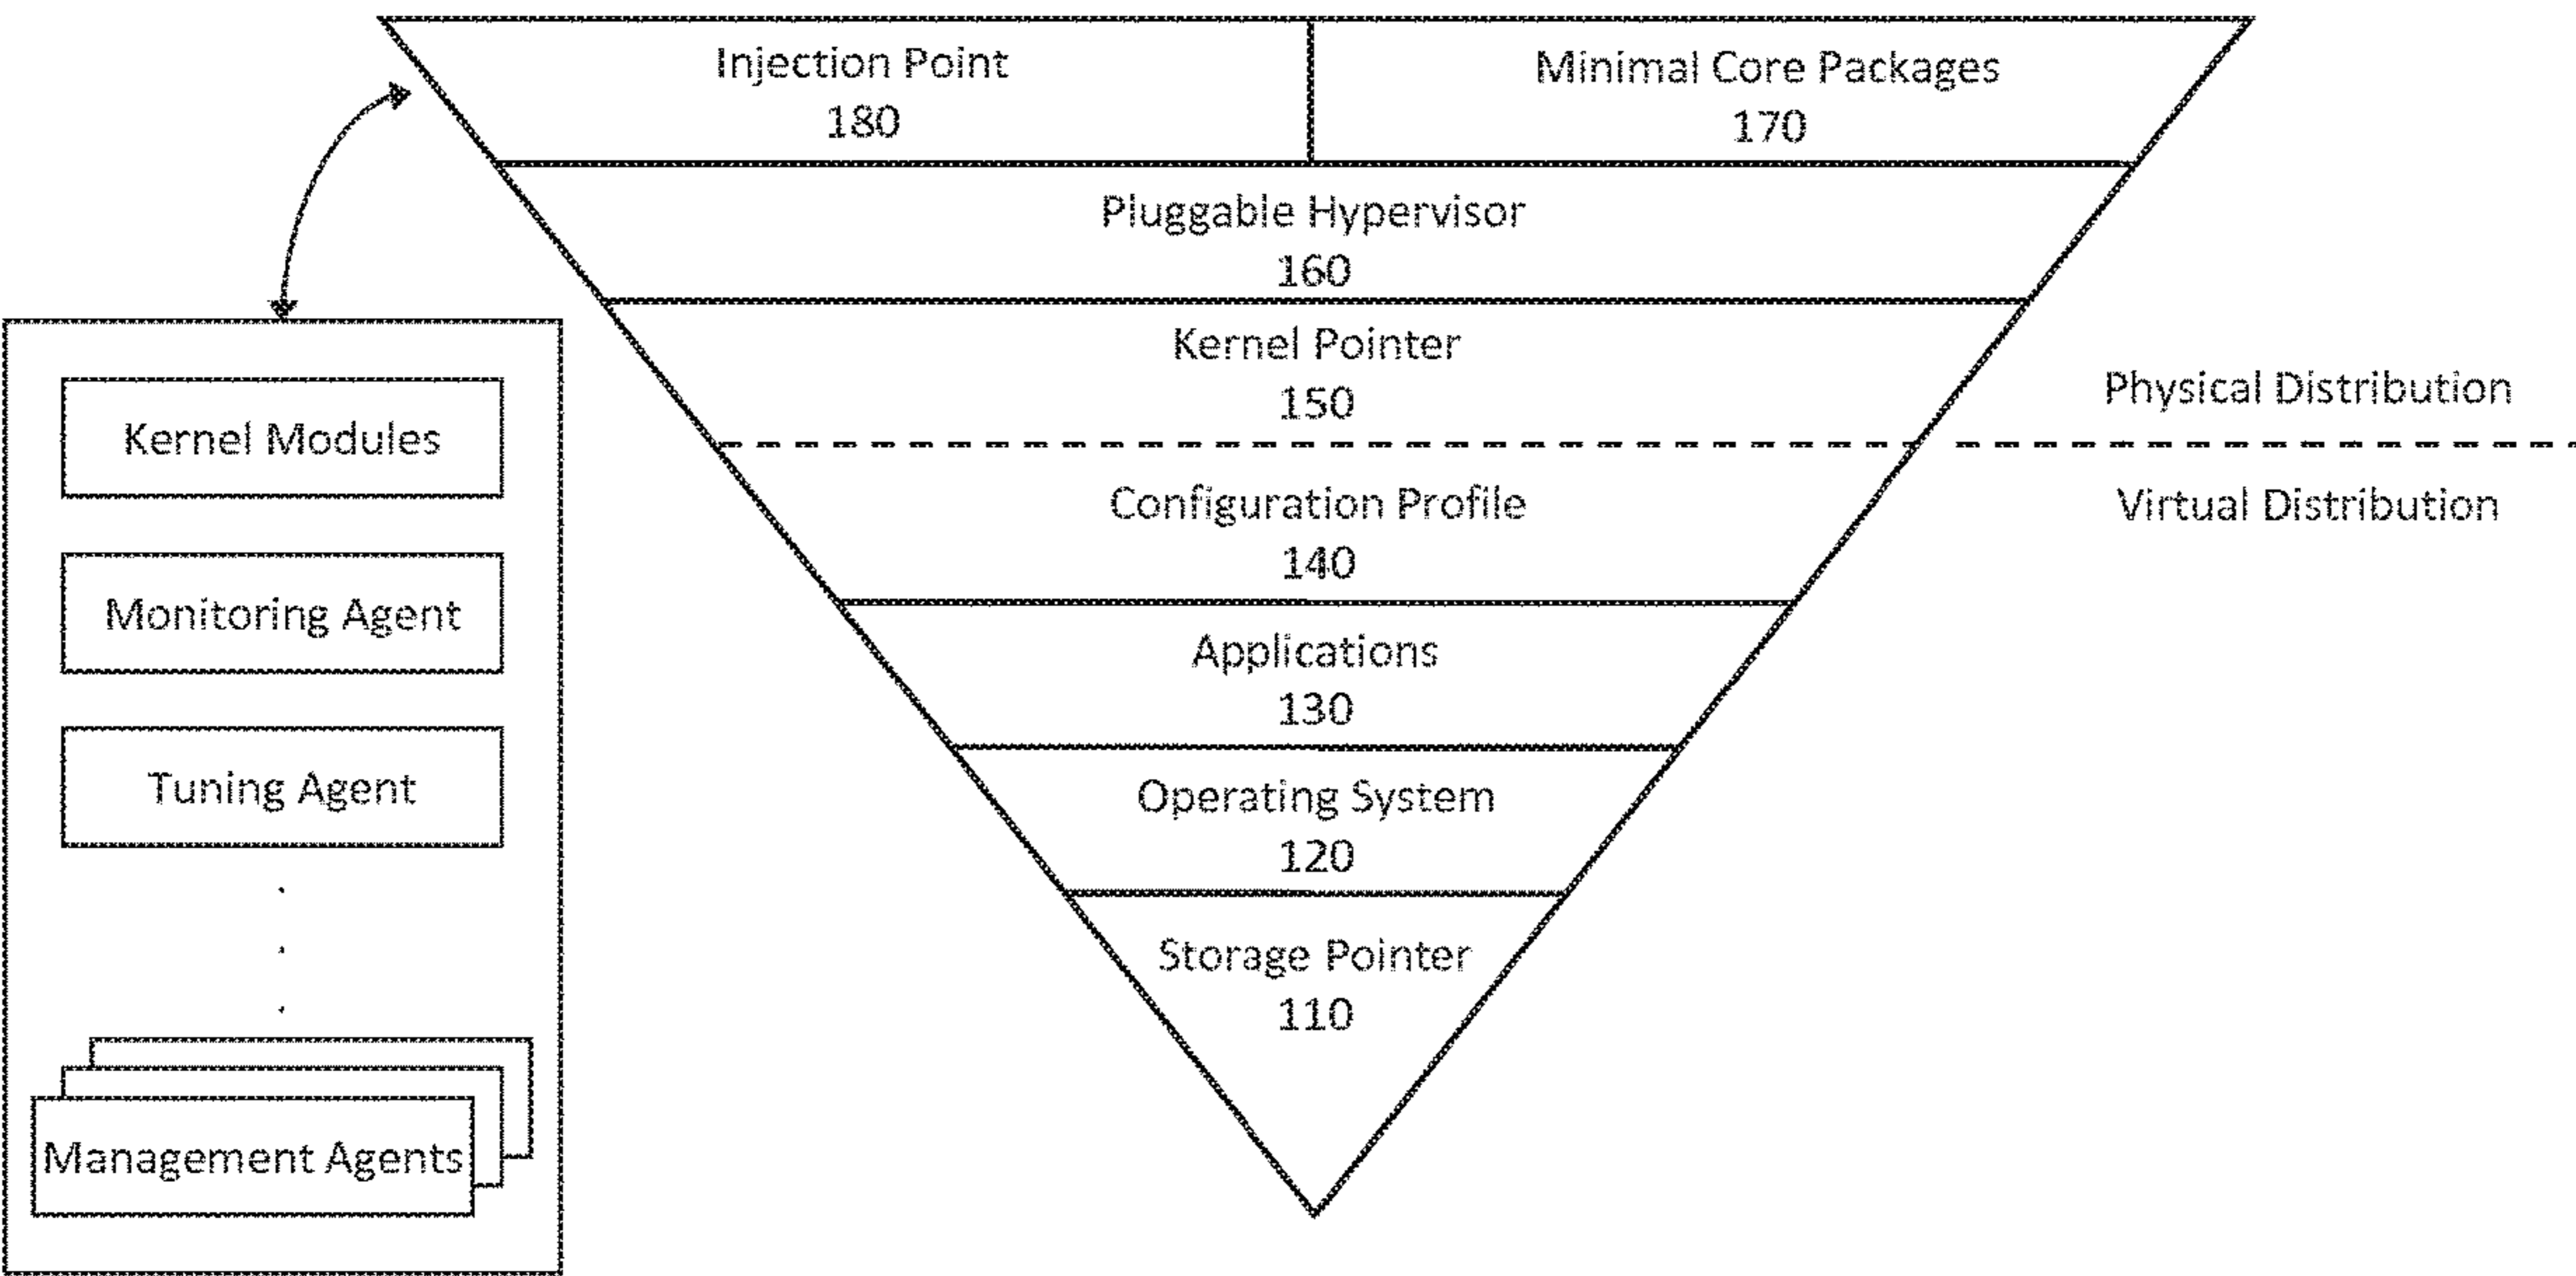 Injection Point
180
Minimal Core Packages
170
Pluggable Hypervisor
160
Kernel Pointer
150
Physical Distribution
Virtual Distribution
Configuration Profile
140
Applications
130
Operating System
120
Storage Pointer
110
Kernel Modules
Monitoring Agent
Tuning Agent
Management Agents